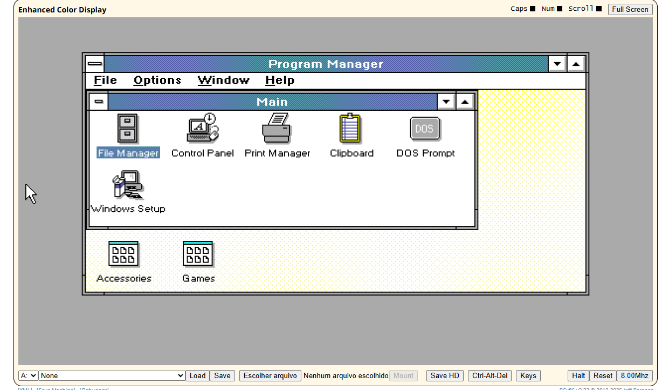 Enhanced Color Display
Caps Num Scroll Full Screen
Program Manager
File Options Window Help
Main
File Manager Control Panel Print Manager Clipboard DOS Prompt
DOS
Windows Setup
Accessories Games
A: None Load Save Escolher arquivo Nenhum arquivo escolhido Mount Save HD Ctrl-Alt-Del Keys Halt Reset 8.00Mhz